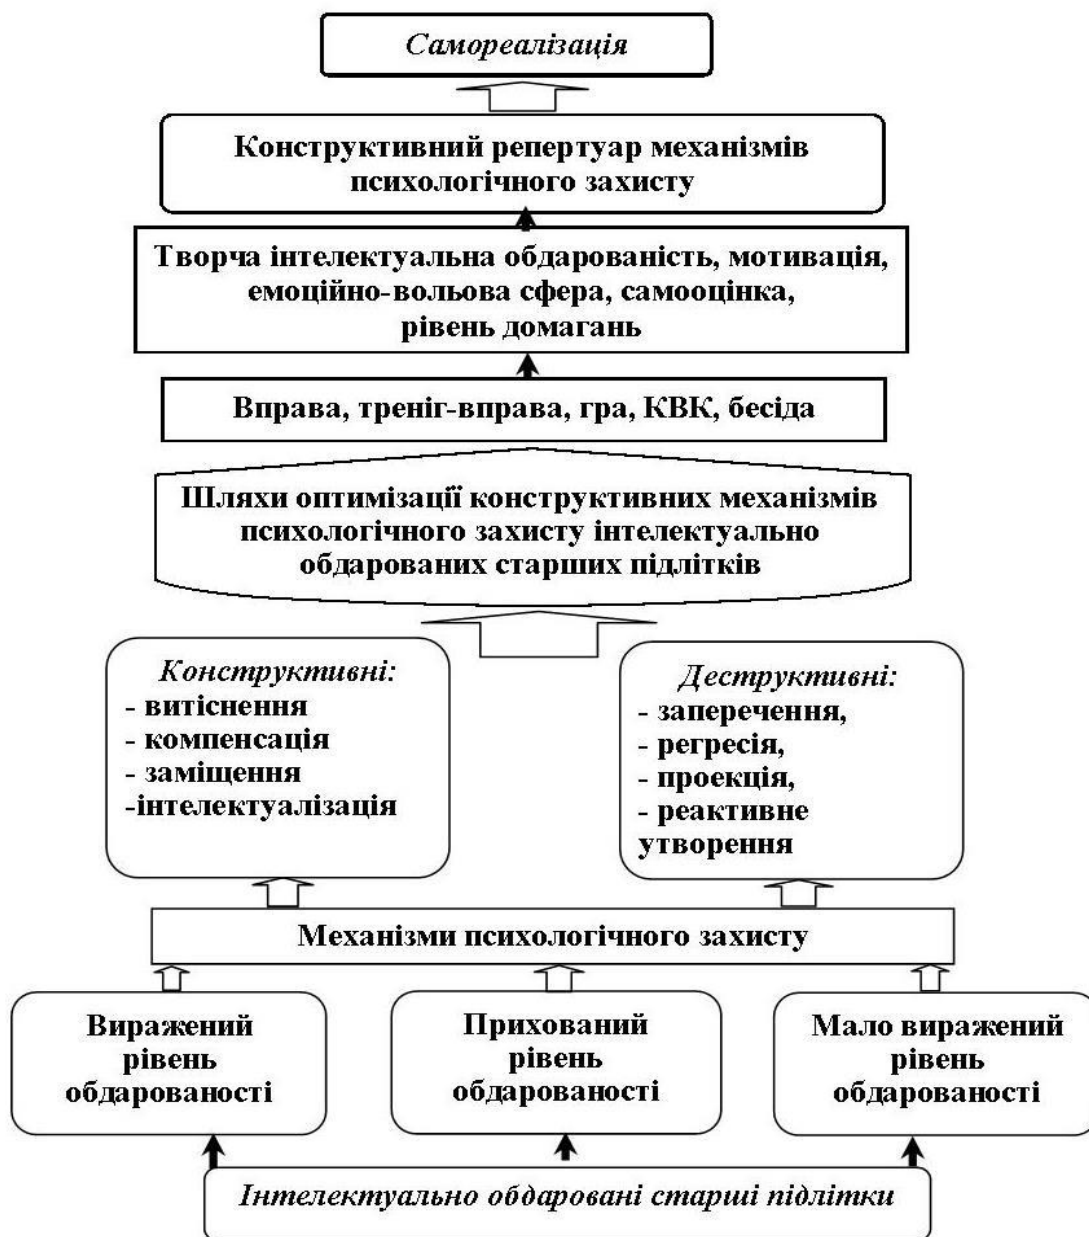 Самореалізація
Конструктивний репертуар механізмів
психологічного захисту
Творча інтелектуальна обдарованість, мотивація,
емоційно-вольова сфера, самооцінка,
рівень домагань
Вправа, треніг-вправа, гра, КВК, бесіда
Шляхи оптимізації конструктивних механізмів
психологічного захисту інтелектуально
обдарованих старших підлітків
Конструктивні:
- витіснення
- компенсація
- заміщення
-інтелектуалізація
Деструктивні:
- заперечення,
- регресія,
- проекція,
- реактивне
утворення
Механізми психологічного захисту
Виражений
рівень
обдарованості
Прихований
рівень
обдарованості
Мало виражений
рівень
обдарованості
Інтелектуально обдаровані старші підлітки